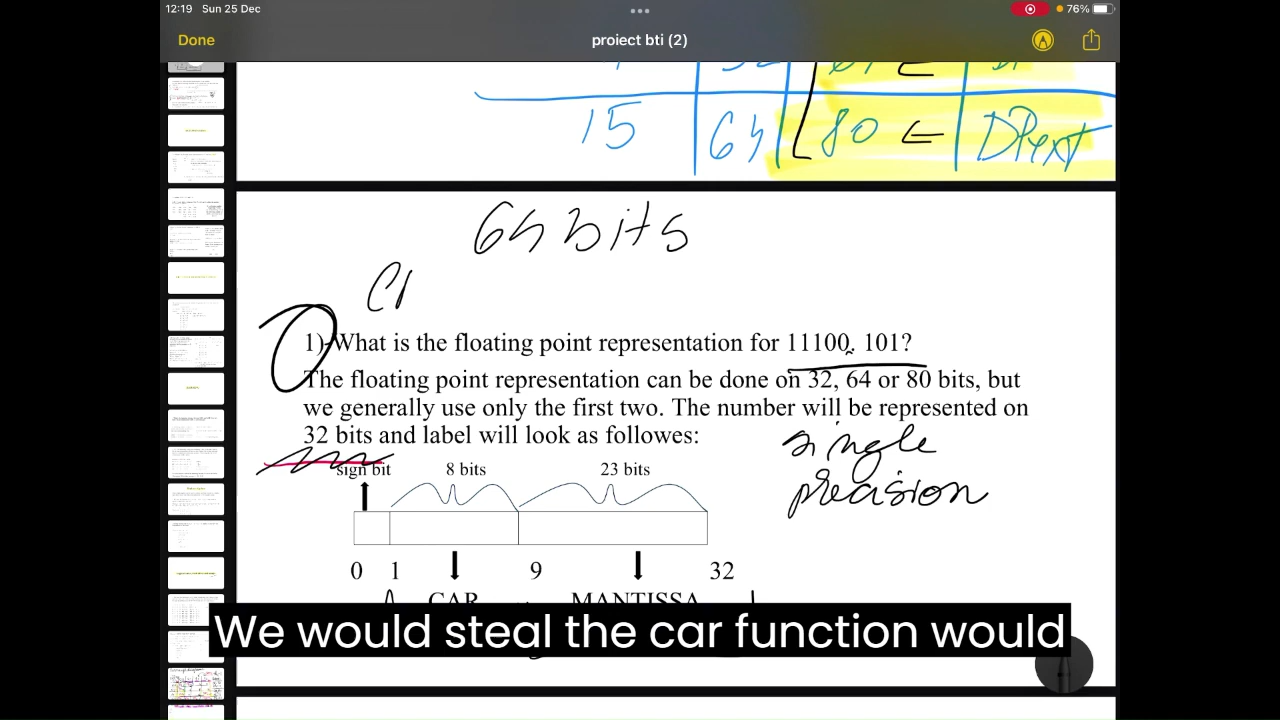 12:19 Sun 25 Dec
76%
Done
proiect bti (2)
15
64
80
DPext
64 bits
1) What is the floating point representation for 11100, 101?
The floating point representation can be done on 32, 64 or 80 bits, but
we generally use only the first two. The number will be represented on
32 bits and label will look as followes:
single
precision
sign bit 8 bits 23 bits
0 1 9 32
We would steal the car function would